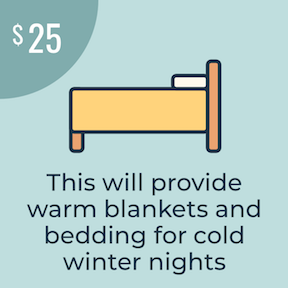 $25
This will provide
warm blankets and
bedding for cold
winter nights